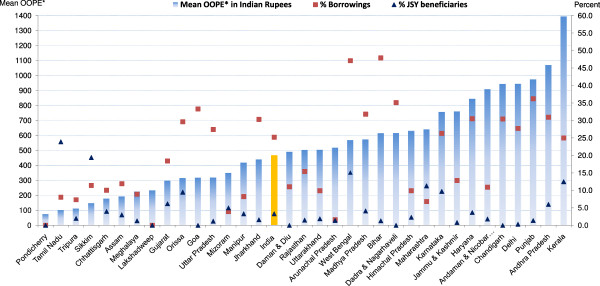 Mean OOPE*
Mean OOPE* in Indian Rupees
% Borrowings
% JSY beneficiaries
Percent
1400
1300
1200
1100
1000
900
800
700
600
500
400
300
200
100
0
60.0
55.0
50.0
45.0
40.0
35.0
30.0
25.0
20.0
15.0
10.0
5.0
0.0
Pondicherry
Tamil Nadu
Tripura
Sikkim
Chhattisgarh
Assam
Meghalaya
Lakshadweep
Gujarat
Orissa
Goa
Uttar Pradesh
Mizoram
Manipur
Jharkhand
India
Daman & Diu
Rajasthan
Uttarakhand
Arunachal Pradesh
West Bengal
Madhya Pradesh
Bihar
Dadra & Nagarhaveli
Himachal Pradesh
Maharashtra
Karnataka
Jammu & Kashmir
Haryana
Andaman & Nicobar ...
Chandigarh
Delhi
Punjab
Andhra Pradesh
Kerala